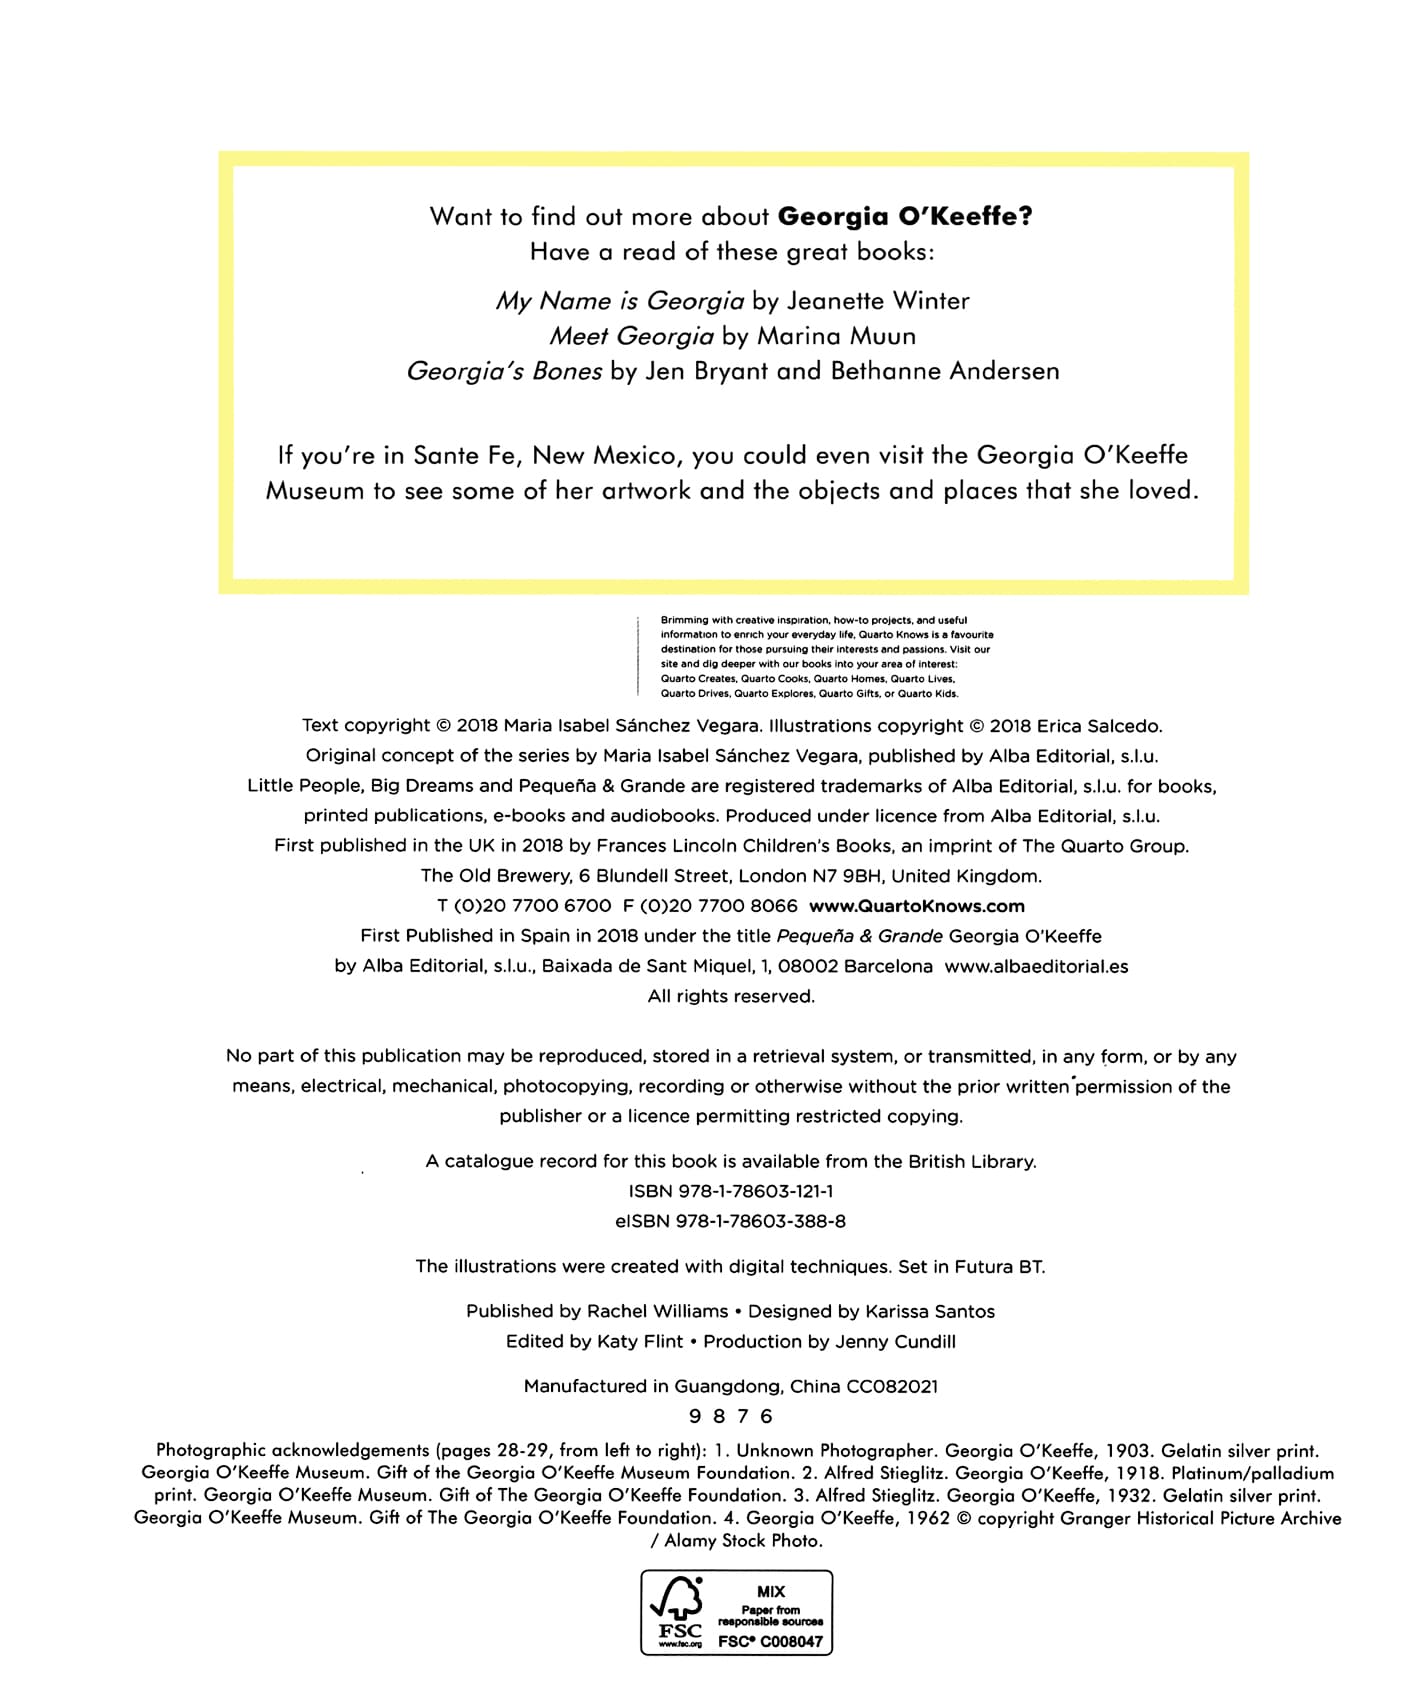 Want to find out more about Georgia O'Keeffe?
Have a read of these great books:
My Name is Georgia by Jeanette Winter
Meet Georgia by Marina Muun
Georgia's Bones by Jen Bryant and Bethanne Andersen
If you're in Sante Fe, New Mexico, you could even visit the Georgia O'Keeffe
Museum to see some of her artwork and the objects and places that she loved.
Brimming with creative inspiration, how-to projects, and useful
information to enrich your everyday life, Quarto Knows is a favourite
destination for those pursuing their interests and passions. Visit our
site and dig deeper with our books into your area of interest:
Quarto Creates, Quarto Cooks, Quarto Homes, Quarto Lives,
Quarto Drives, Quarto Explores, Quarto Gifts, or Quarto Kids.
Text copyright © 2018 Maria Isabel Sánchez Vegara. Illustrations copyright © 2018 Erica Salcedo.
Original concept of the series by Maria Isabel Sánchez Vegara, published by Alba Editorial, s.l.u.
Little People, Big Dreams and Pequeña & Grande are registered trademarks of Alba Editorial, s.l.u. for books,
printed publications, e-books and audiobooks. Produced under licence from Alba Editorial, s.l.u.
First published in the UK in 2018 by Frances Lincoln Children's Books, an imprint of The Quarto Group.
The Old Brewery, 6 Blundell Street, London N7 9BH, United Kingdom.
T (0)20 7700 6700 F (0)20 7700 8066 www.QuartoKnows.com
First Published in Spain in 2018 under the title Pequeña & Grande Georgia O'Keeffe
by Alba Editorial, s.l.u., Baixada de Sant Miquel, 1, 08002 Barcelona www.albaeditorial.es
All rights reserved.
No part of this publication may be reproduced, stored in a retrieval system, or transmitted, in any form, or by any
means, electrical, mechanical, photocopying, recording or otherwise without the prior written permission of the
publisher or a licence permitting restricted copying.
A catalogue record for this book is available from the British Library.
ISBN 978-1-78603-121-1
eISBN 978-1-78603-388-8
The illustrations were created with digital techniques. Set in Futura BT.
Published by Rachel Williams • Designed by Karissa Santos
Edited by Katy Flint • Production by Jenny Cundill
Manufactured in Guangdong, China CC082021
9 8 7 6
Photographic acknowledgements (pages 28-29, from left to right): 1. Unknown Photographer. Georgia O'Keeffe, 1903. Gelatin silver print.
Georgia O'Keeffe Museum. Gift of the Georgia O'Keeffe Museum Foundation. 2. Alfred Stieglitz. Georgia O'Keeffe, 1918. Platinum/palladium
print. Georgia O'Keeffe Museum. Gift of The Georgia O'Keeffe Foundation. 3. Alfred Stieglitz. Georgia O'Keeffe, 1932. Gelatin silver print.
Georgia O'Keeffe Museum. Gift of The Georgia O'Keeffe Foundation. 4. Georgia O'Keeffe, 1962 © copyright Granger Historical Picture Archive
/ Alamy Stock Photo.
FSC
www.fsc.org
MIX
Paper from
responsible sources
FSC® C008047